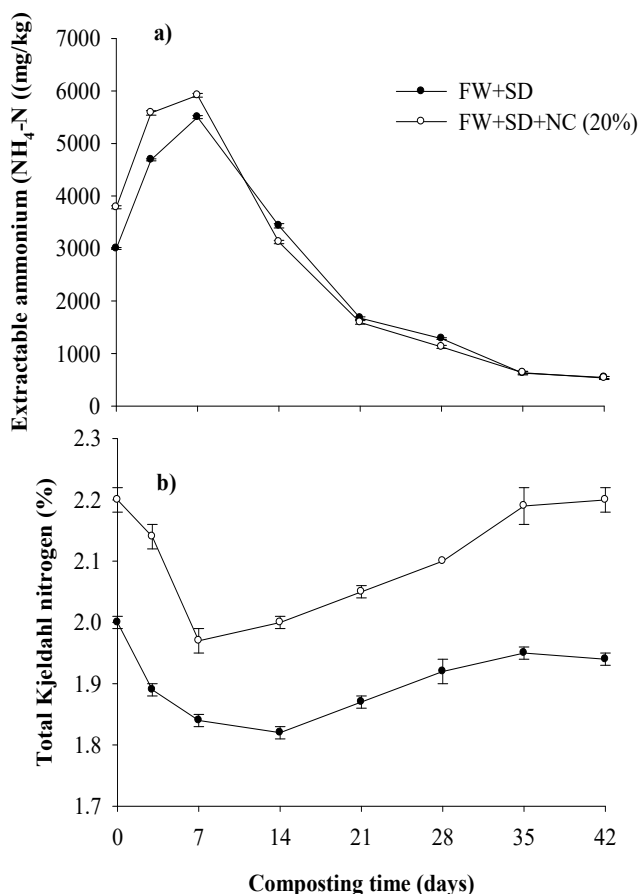 a)
Extractable ammonium (NH4-N ((mg/kg)
7000
6000
5000
4000
3000
2000
1000
0
FW+SD
FW+SD+NC (20%)
b)
Total Kjeldahl nitrogen (%)
2.3
2.2
2.1
2.0
1.9
1.8
1.7
0 7 14 21 28 35 42
Composting time (days)